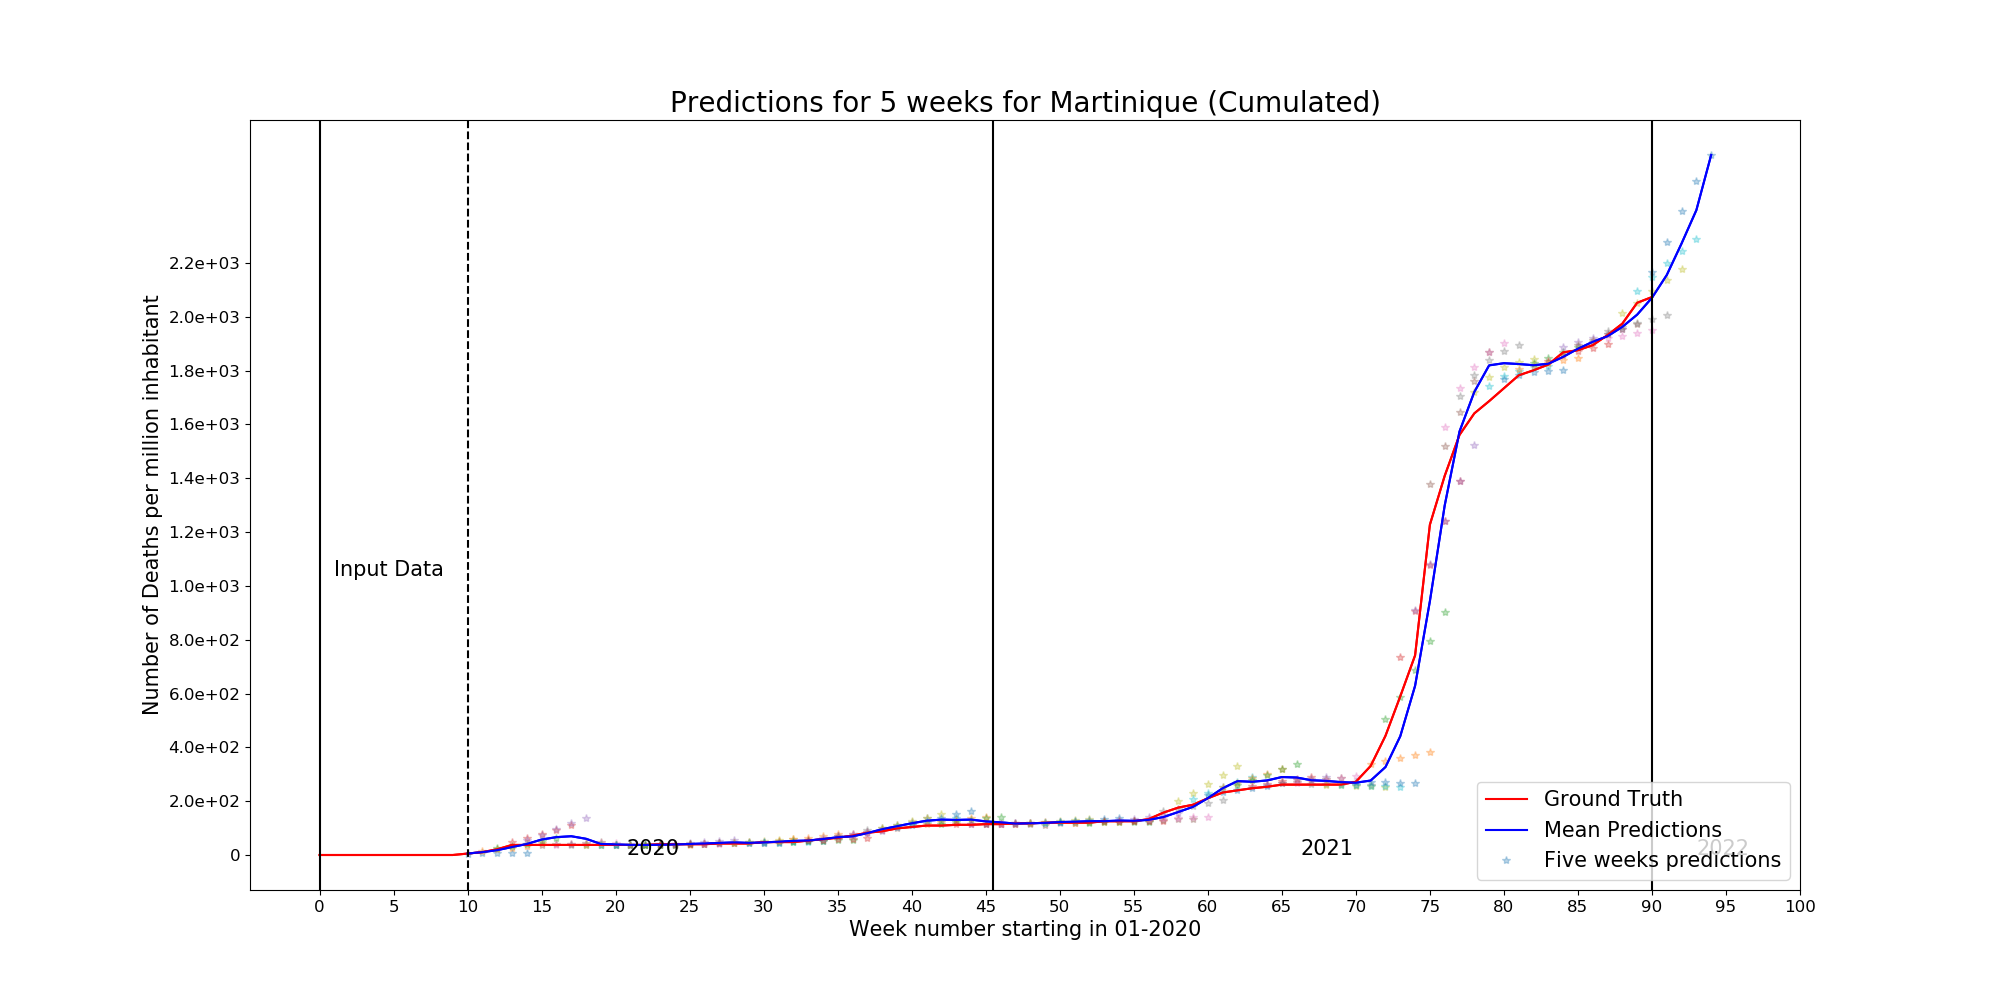 Predictions for 5 weeks for Martinique (Cumulated)
Number of Deaths per million inhabitant
2.2e+03
2.0e+03
1.8e+03
1.6e+03
1.4e+03
1.2e+03
1.0e+03
8.0e+02
6.0e+02
4.0e+02
2.0e+02
0
Input Data
2020
2021
2022
Ground Truth
Mean Predictions
Five weeks predictions
0 5 10 15 20 25 30 35 40 45 50 55 60 65 70 75 80 85 90 95 100
Week number starting in 01-2020